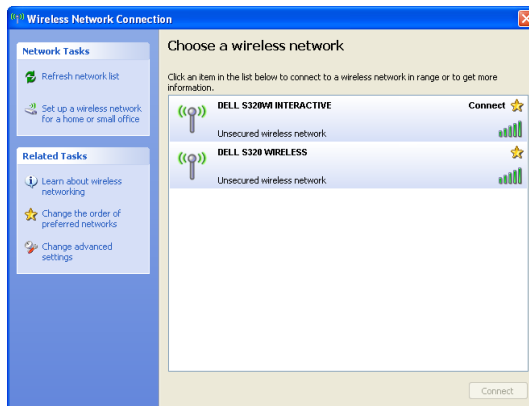 Wireless Network Connection
Network Tasks
Refresh network list
Set up a wireless network
for a home or small office
Related Tasks
Learn about wireless
networking
Change the order of
preferred networks
Change advanced
settings
Choose a wireless network
Click an item in the list below to connect to a wireless network in range or to get more
information.
DELL S320WI INTERACTIVE
Connect
Unsecured wireless network
DELL S320 WIRELESS
Unsecured wireless network
Connect